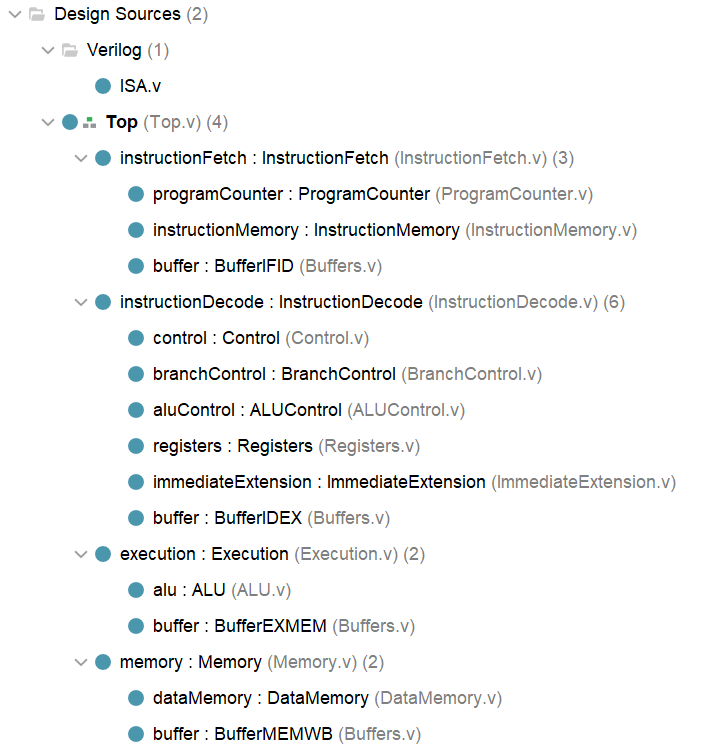 Design Sources (2)
Verilog (1)
ISA.v
Top (Top.v) (4)
instructionFetch : InstructionFetch (InstructionFetch.v) (3)
programCounter : ProgramCounter (ProgramCounter.v)
instructionMemory : InstructionMemory (InstructionMemory.v)
buffer : BufferIFID (Buffers.v)
instructionDecode : InstructionDecode (InstructionDecode.v) (6)
control : Control (Control.v)
branchControl : BranchControl (BranchControl.v)
aluControl : ALUControl (ALUControl.v)
registers : Registers (Registers.v)
immediateExtension : ImmediateExtension (ImmediateExtension.v)
buffer : BufferIDEX (Buffers.v)
execution : Execution (Execution.v) (2)
alu : ALU (ALU.v)
buffer : BufferEXMEM (Buffers.v)
memory : Memory (Memory.v) (2)
dataMemory : DataMemory (DataMemory.v)
buffer : BufferMEMWB (Buffers.v)